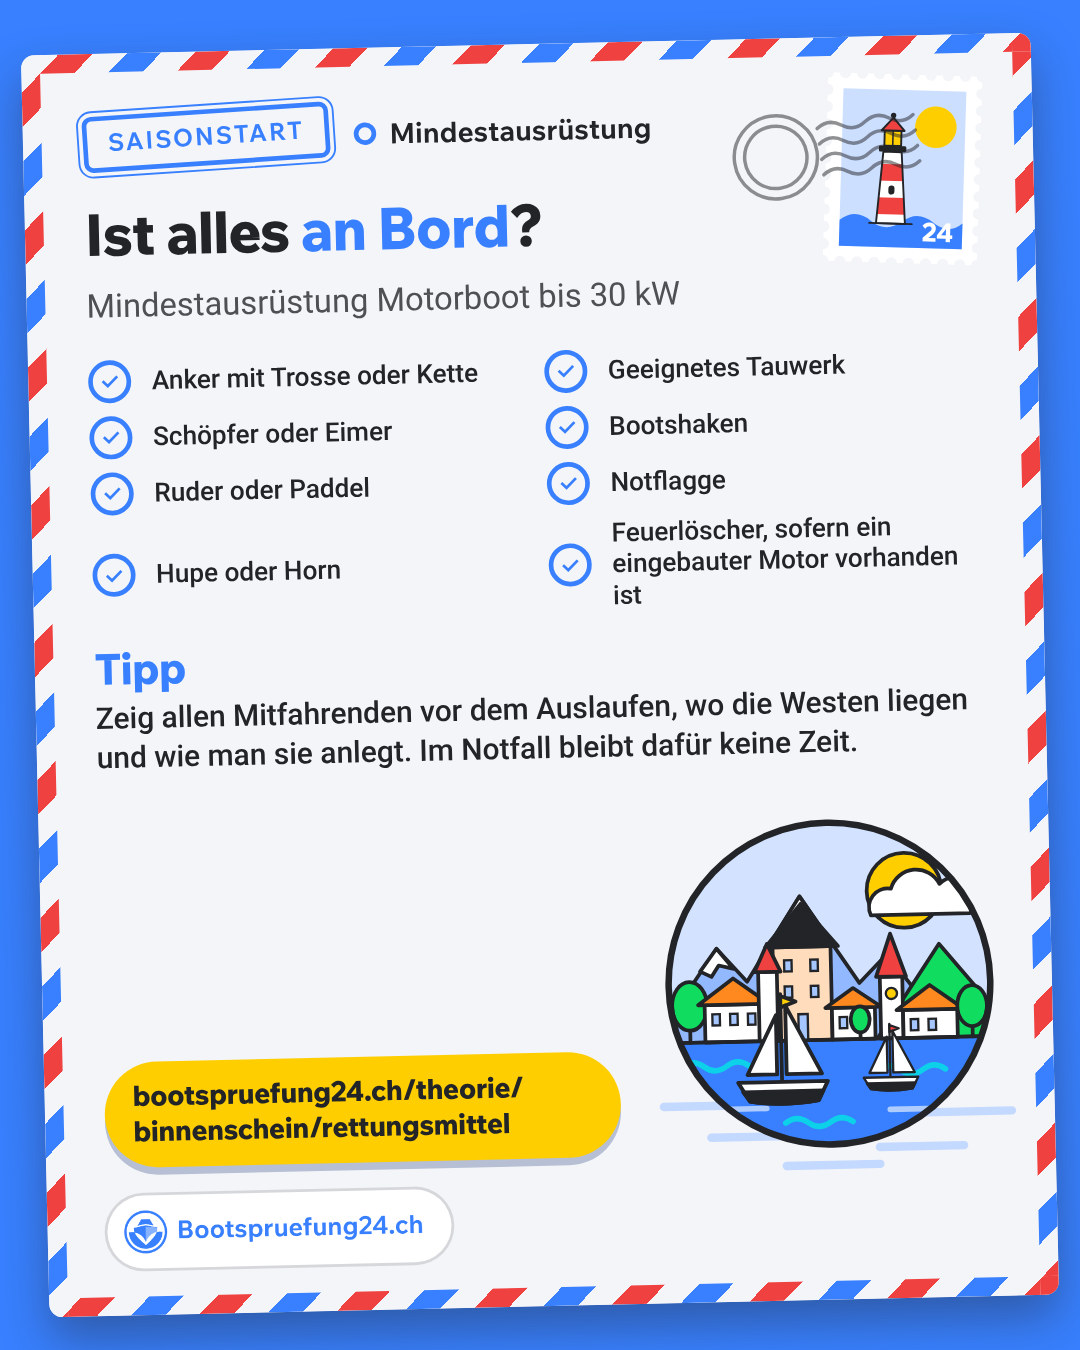 SAISONSTART
Mindestausrüstung
24
Ist alles an Bord?
Mindestausrüstung Motorboot bis 30 kW
Anker mit Trosse oder Kette
Geeignetes Tauwerk
Schöpfer oder Eimer
Bootshaken
Ruder oder Paddel
Notflagge
Hupe oder Horn
Feuerlöscher, sofern ein
eingebauter Motor vorhanden
ist
Tipp
Zeig allen Mitfahrenden vor dem Auslaufen, wo die Westen liegen
und wie man sie anlegt. Im Notfall bleibt dafür keine Zeit.
bootspruefung24.ch/theorie/
binnenschein/rettungsmittel
Bootspruefung24.ch